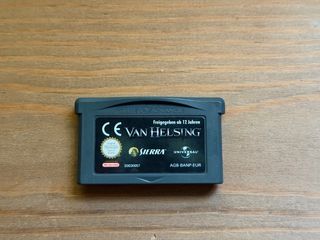 Freigegeben ab 12 Jahren
CE VAN HELSING
SIERRA UNIVERSAL
AGB-BANP-EUR